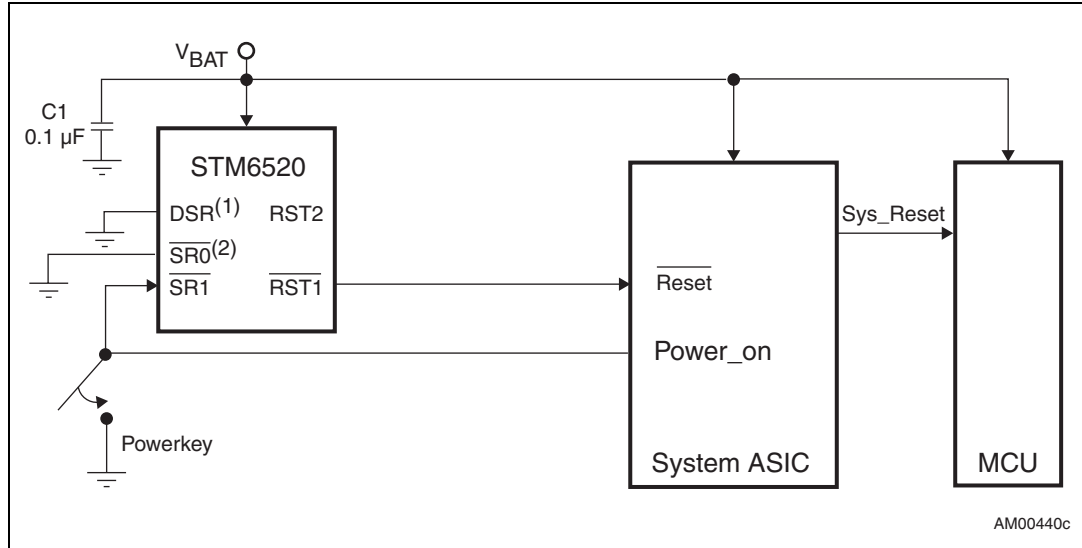 VBAT
C1
0.1 µF
STM6520
DSR(1) RST2
SR0(2)
SR1 RST1
Powerkey
Reset
Power_on
System ASIC
Sys_Reset
MCU
AM00440c